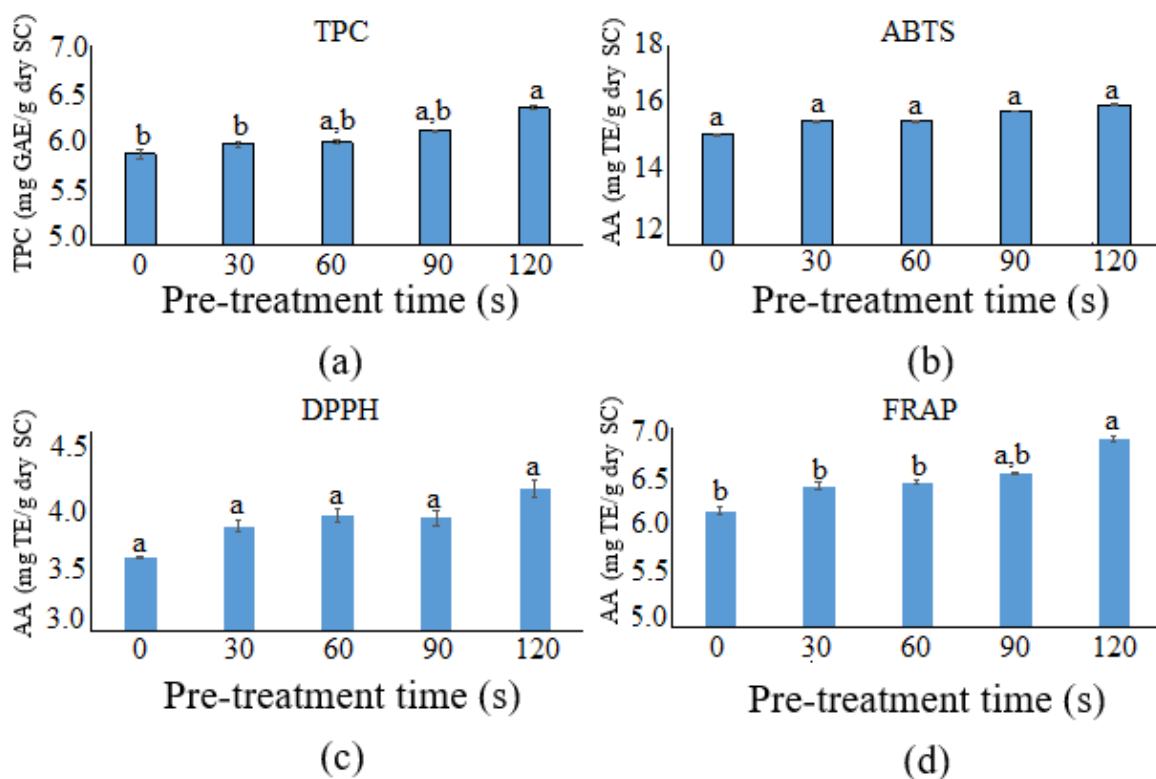 TPC
TPC (mg GAE/g dry SC)
7.0
6.5
6.0
5.5
5.0
b b a,b a,b a
0 30 60 90 120
Pre-treatment time (s)
(a)
ABTS
AA (mg TE/g dry SC)
18
16
14
12
a a a a a
0 30 60 90 120
Pre-treatment time (s)
(b)
DPPH
AA (mg TE/g dry SC)
4.5
4.0
3.5
3.0
a a a a a
0 30 60 90 120
Pre-treatment time (s)
(c)
FRAP
AA (mg TE/g dry SC)
7.0
6.5
6.0
5.5
5.0
b b b a,b a
0 30 60 90 120
Pre-treatment time (s)
(d)